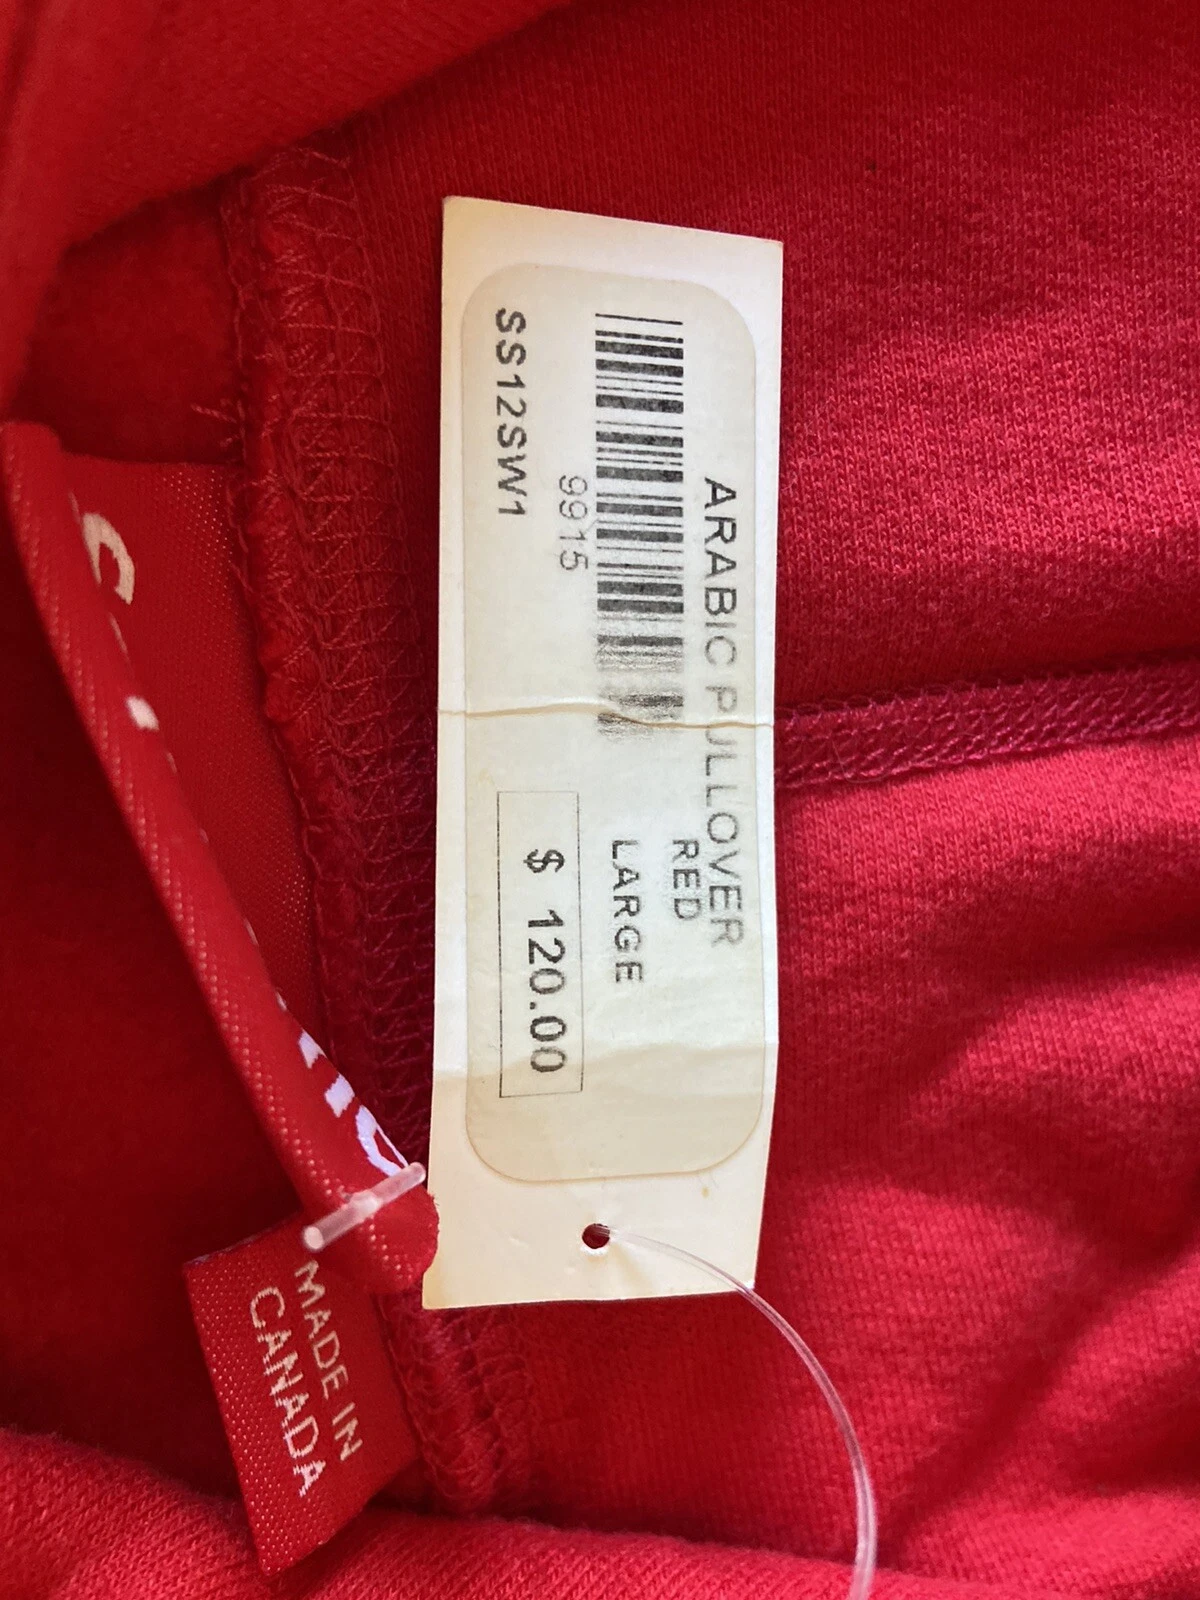 ARABIC PULLOVER
RED
LARGE
9915
SS12SW1
$ 120.00
MADE IN
CANADA